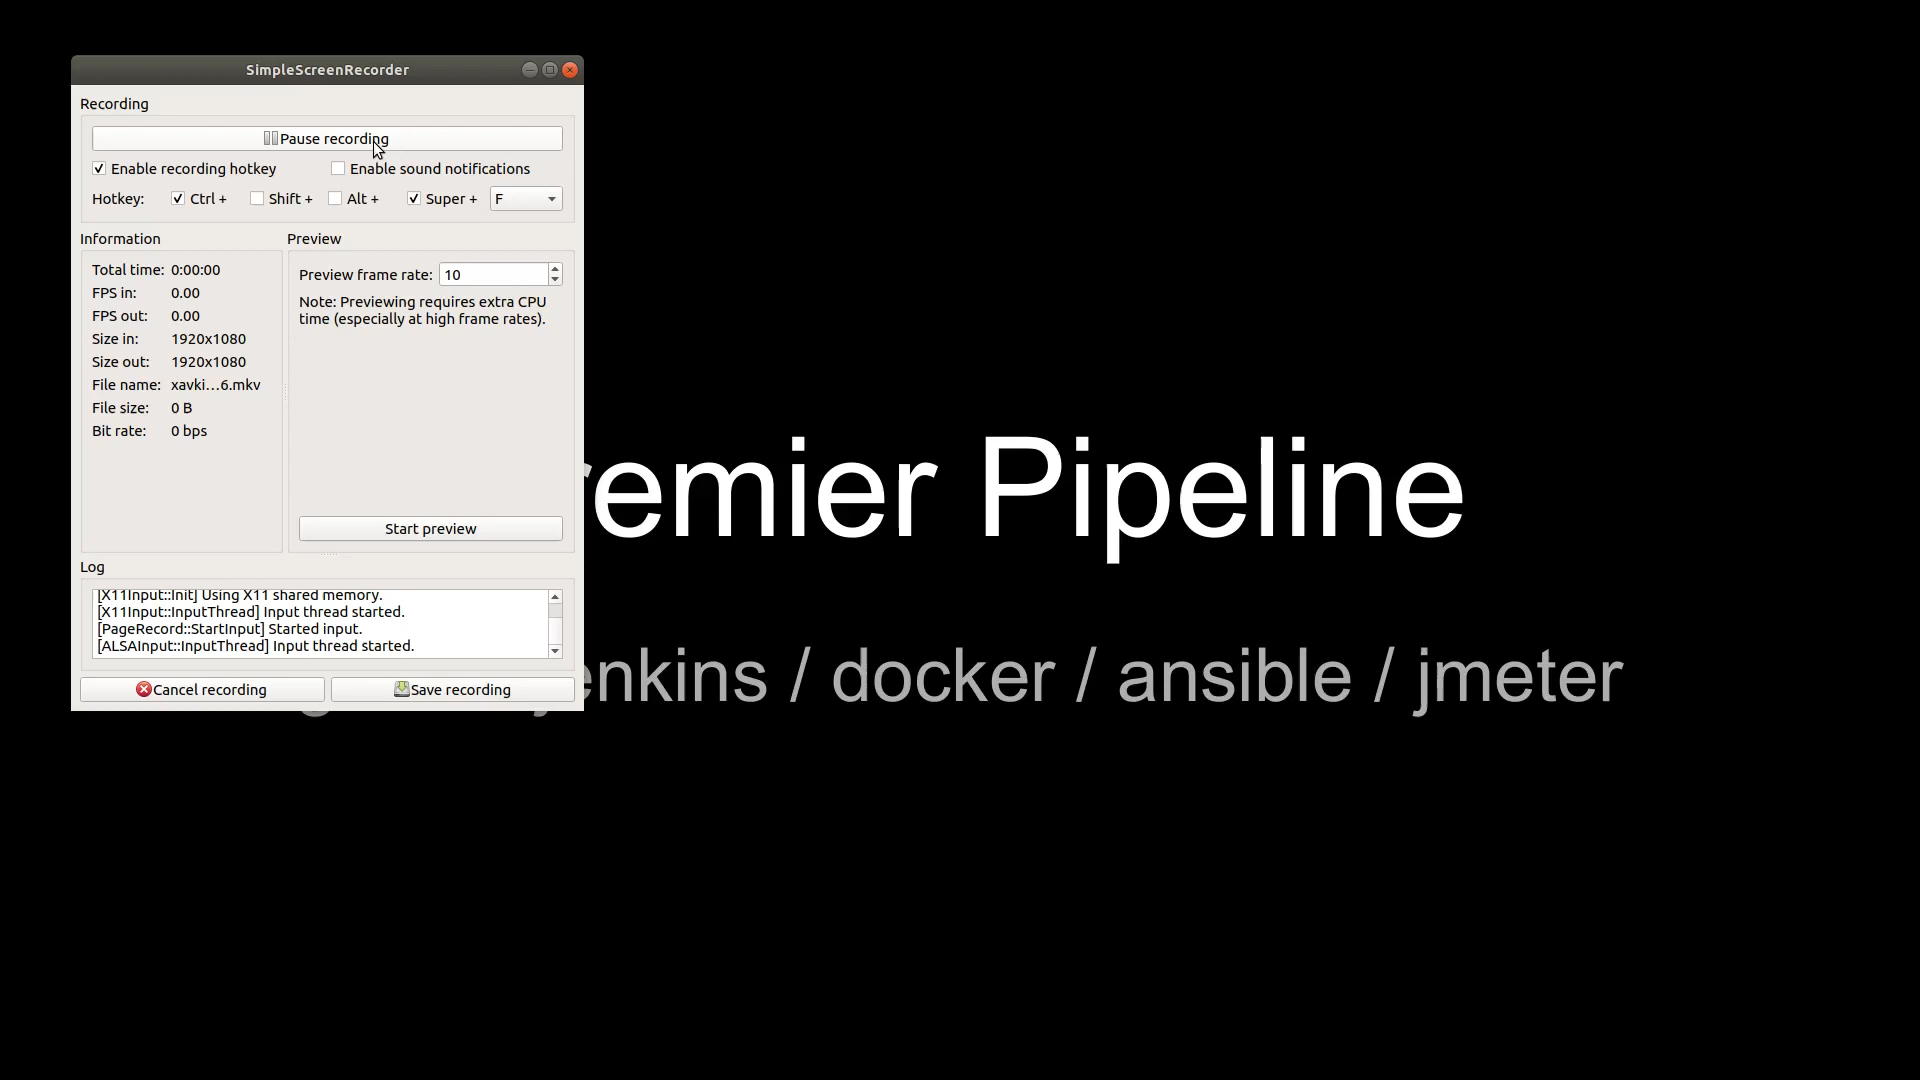 SimpleScreenRecorder
Recording
Pause recording
Enable recording hotkey
Enable sound notifications
Hotkey: Ctrl + Shift + Alt + Super + F
Information
Total time: 0:00:00
FPS in: 0.00
FPS out: 0.00
Size in: 1920x1080
Size out: 1920x1080
File name: xavki...6.mkv
File size: 0 B
Bit rate: 0 bps
Preview
Preview frame rate: 10
Note: Previewing requires extra CPU
time (especially at high frame rates).
Start preview
Log
[X11Input::Init] Using X11 shared memory.
[X11Input::InputThread] Input thread started.
[PageRecord::StartInput] Started input.
[ALSAInput::InputThread] Input thread started.
Cancel recording
Save recording
remier Pipeline
enkins / docker / ansible / jmeter